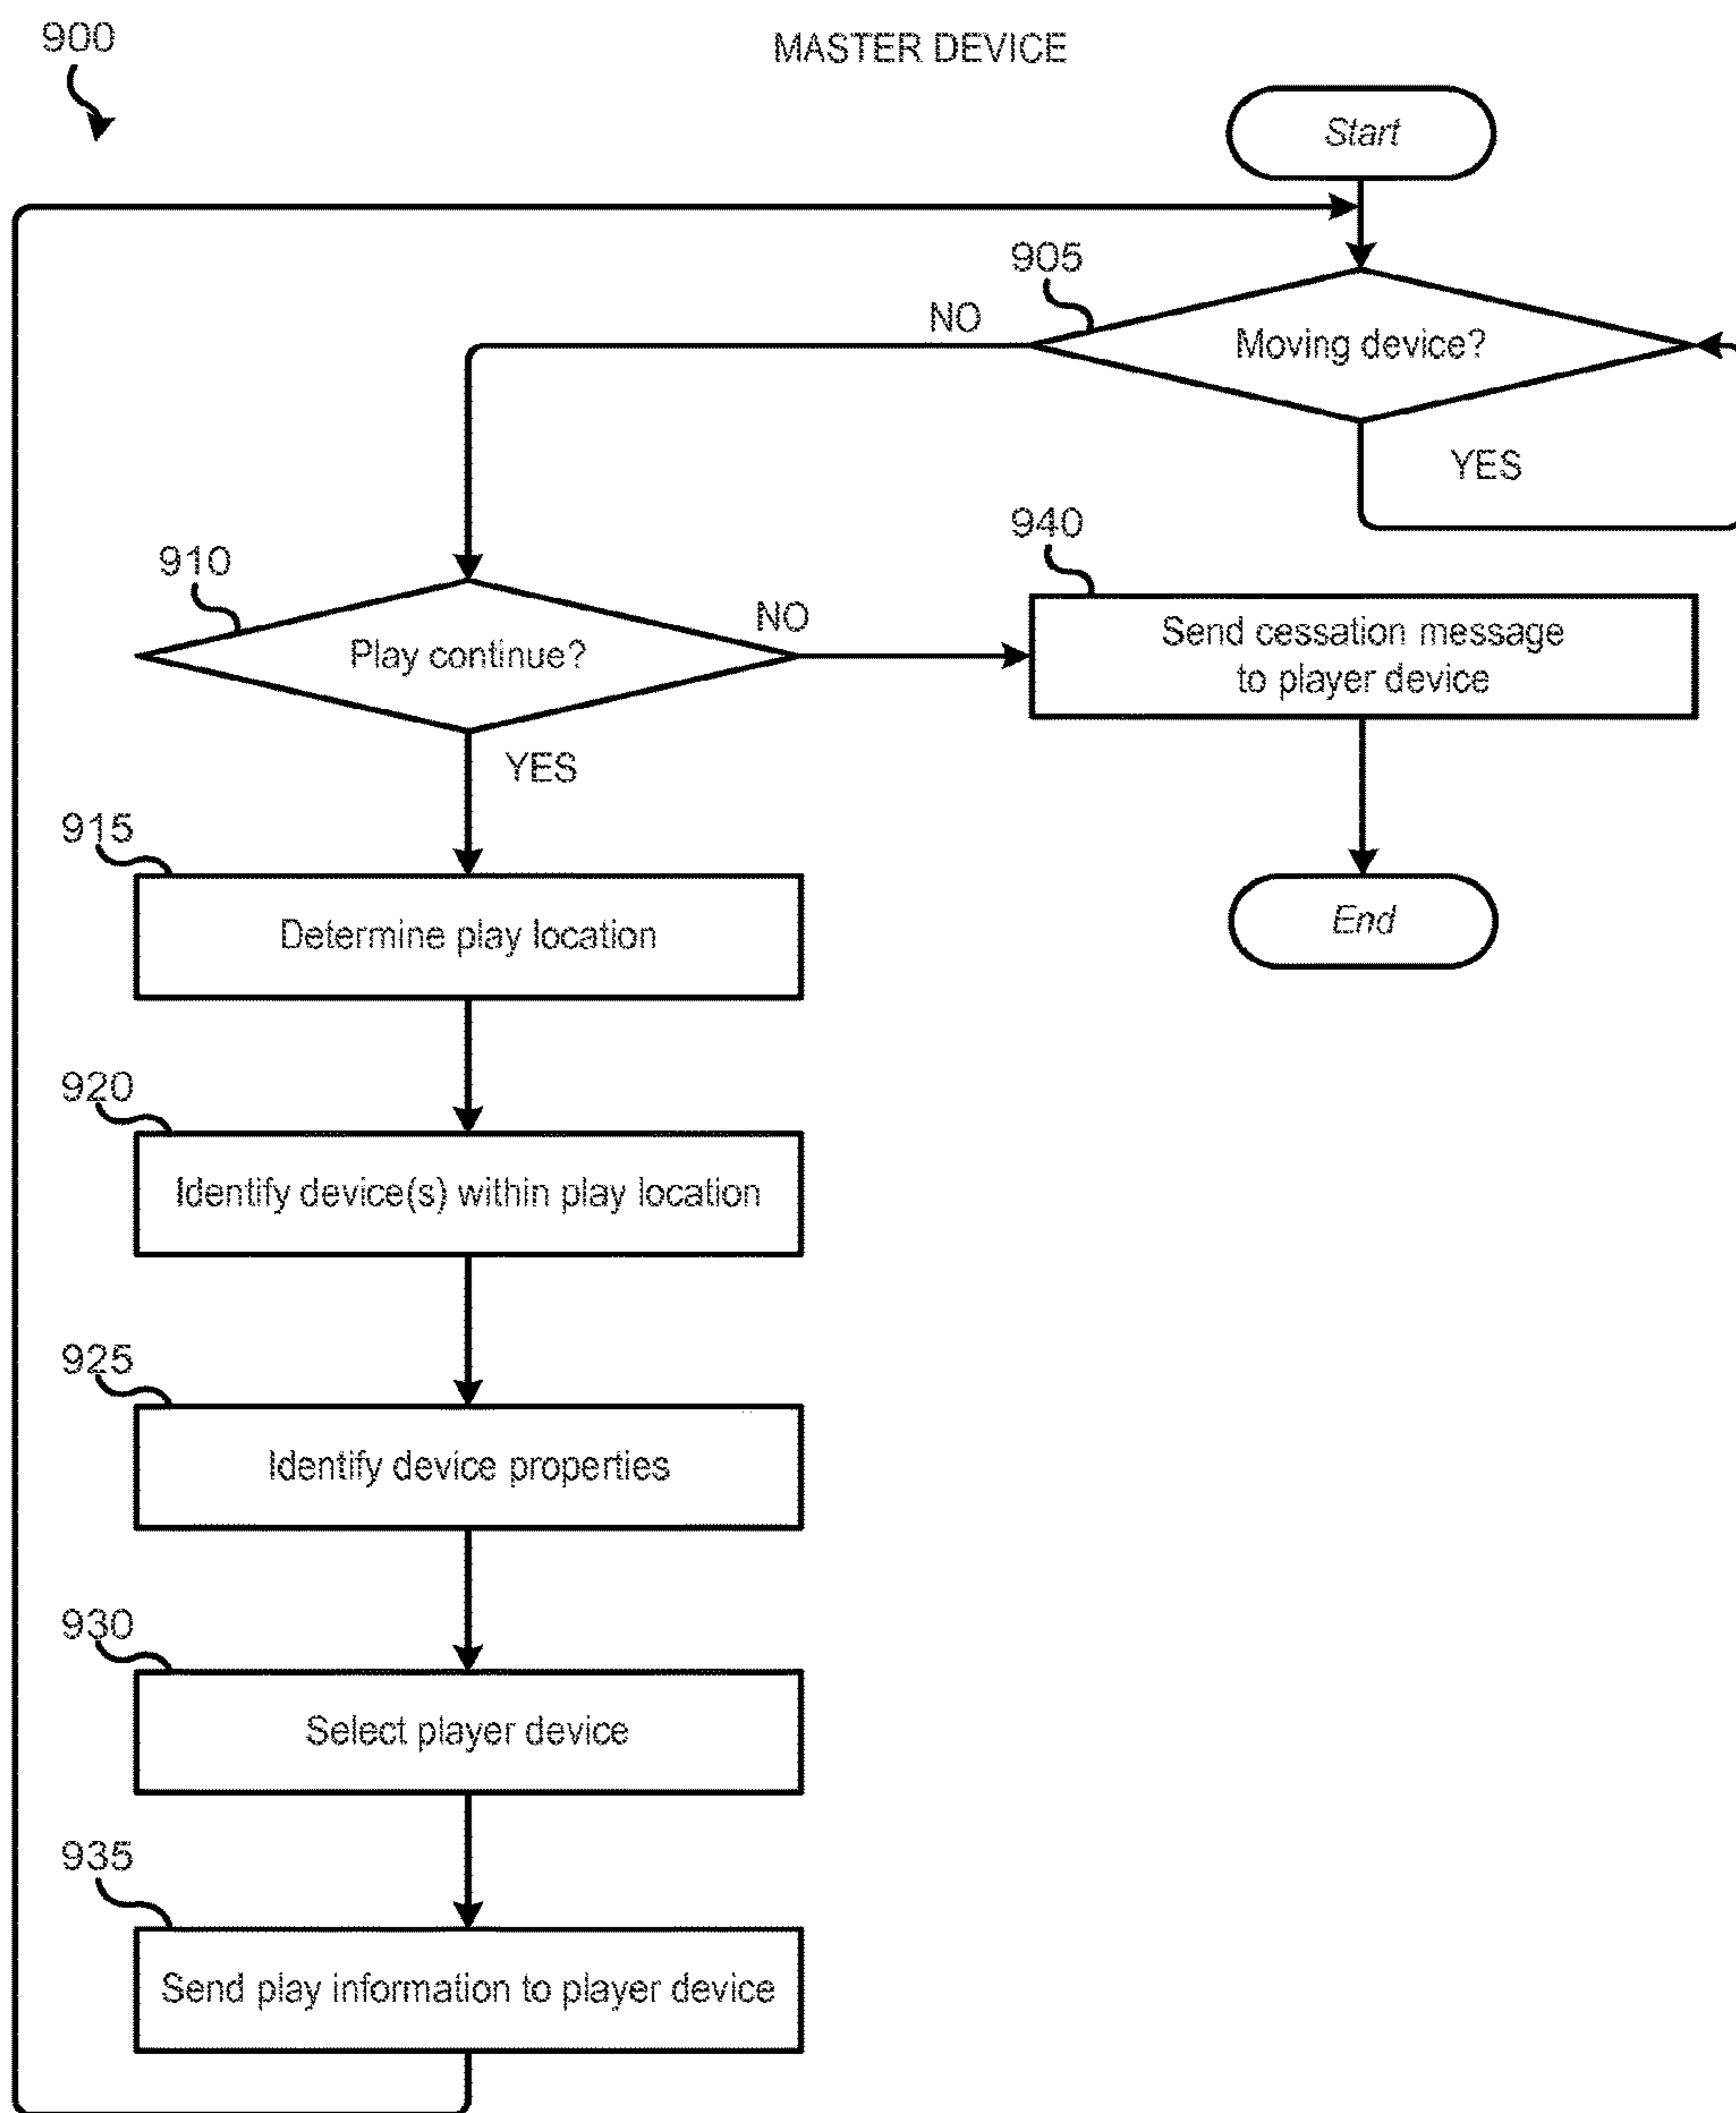 900
MASTER DEVICE
Start
905
NO
Moving device?
YES
940
910
NO
Send cessation message
to player device
Play continue?
YES
915
Determine play location
End
920
Identify device(s) within play location
925
Identify device properties
930
Select player device
935
Send play information to player device